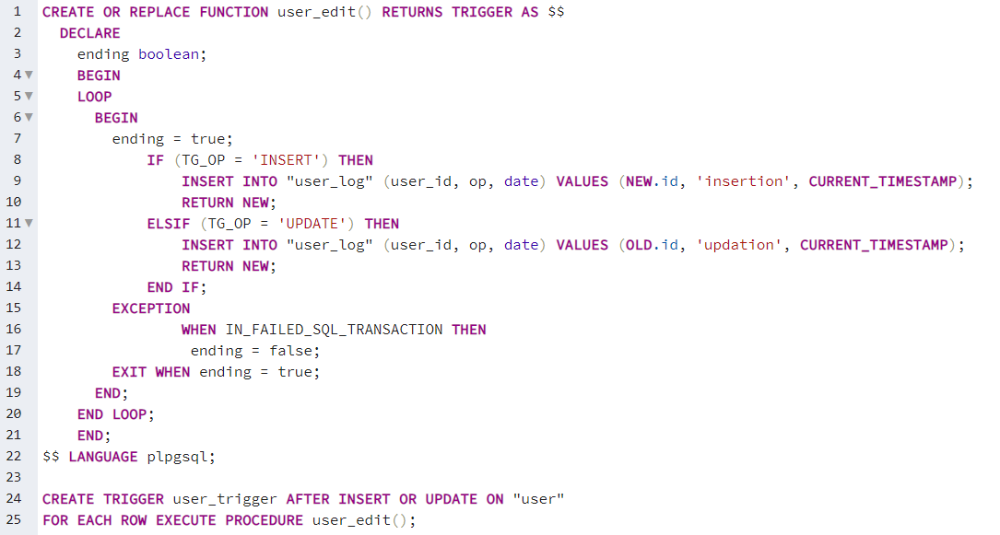 1 CREATE OR REPLACE FUNCTION user_edit() RETURNS TRIGGER AS $$
2 DECLARE
3 ending boolean;
4 BEGIN
5 LOOP
6 BEGIN
7 ending = true;
8 IF (TG_OP = 'INSERT') THEN
9 INSERT INTO "user_log" (user_id, op, date) VALUES (NEW.id, 'insertion', CURRENT_TIMESTAMP);
10 RETURN NEW;
11 ELSIF (TG_OP = 'UPDATE') THEN
12 INSERT INTO "user_log" (user_id, op, date) VALUES (OLD.id, 'updation', CURRENT_TIMESTAMP);
13 RETURN NEW;
14 END IF;
15 EXCEPTION
16 WHEN IN_FAILED_SQL_TRANSACTION THEN
17 ending = false;
18 EXIT WHEN ending = true;
19 END;
20 END LOOP;
21 END;
22 $$ LANGUAGE plpgsql;
23
24 CREATE TRIGGER user_trigger AFTER INSERT OR UPDATE ON "user"
25 FOR EACH ROW EXECUTE PROCEDURE user_edit();